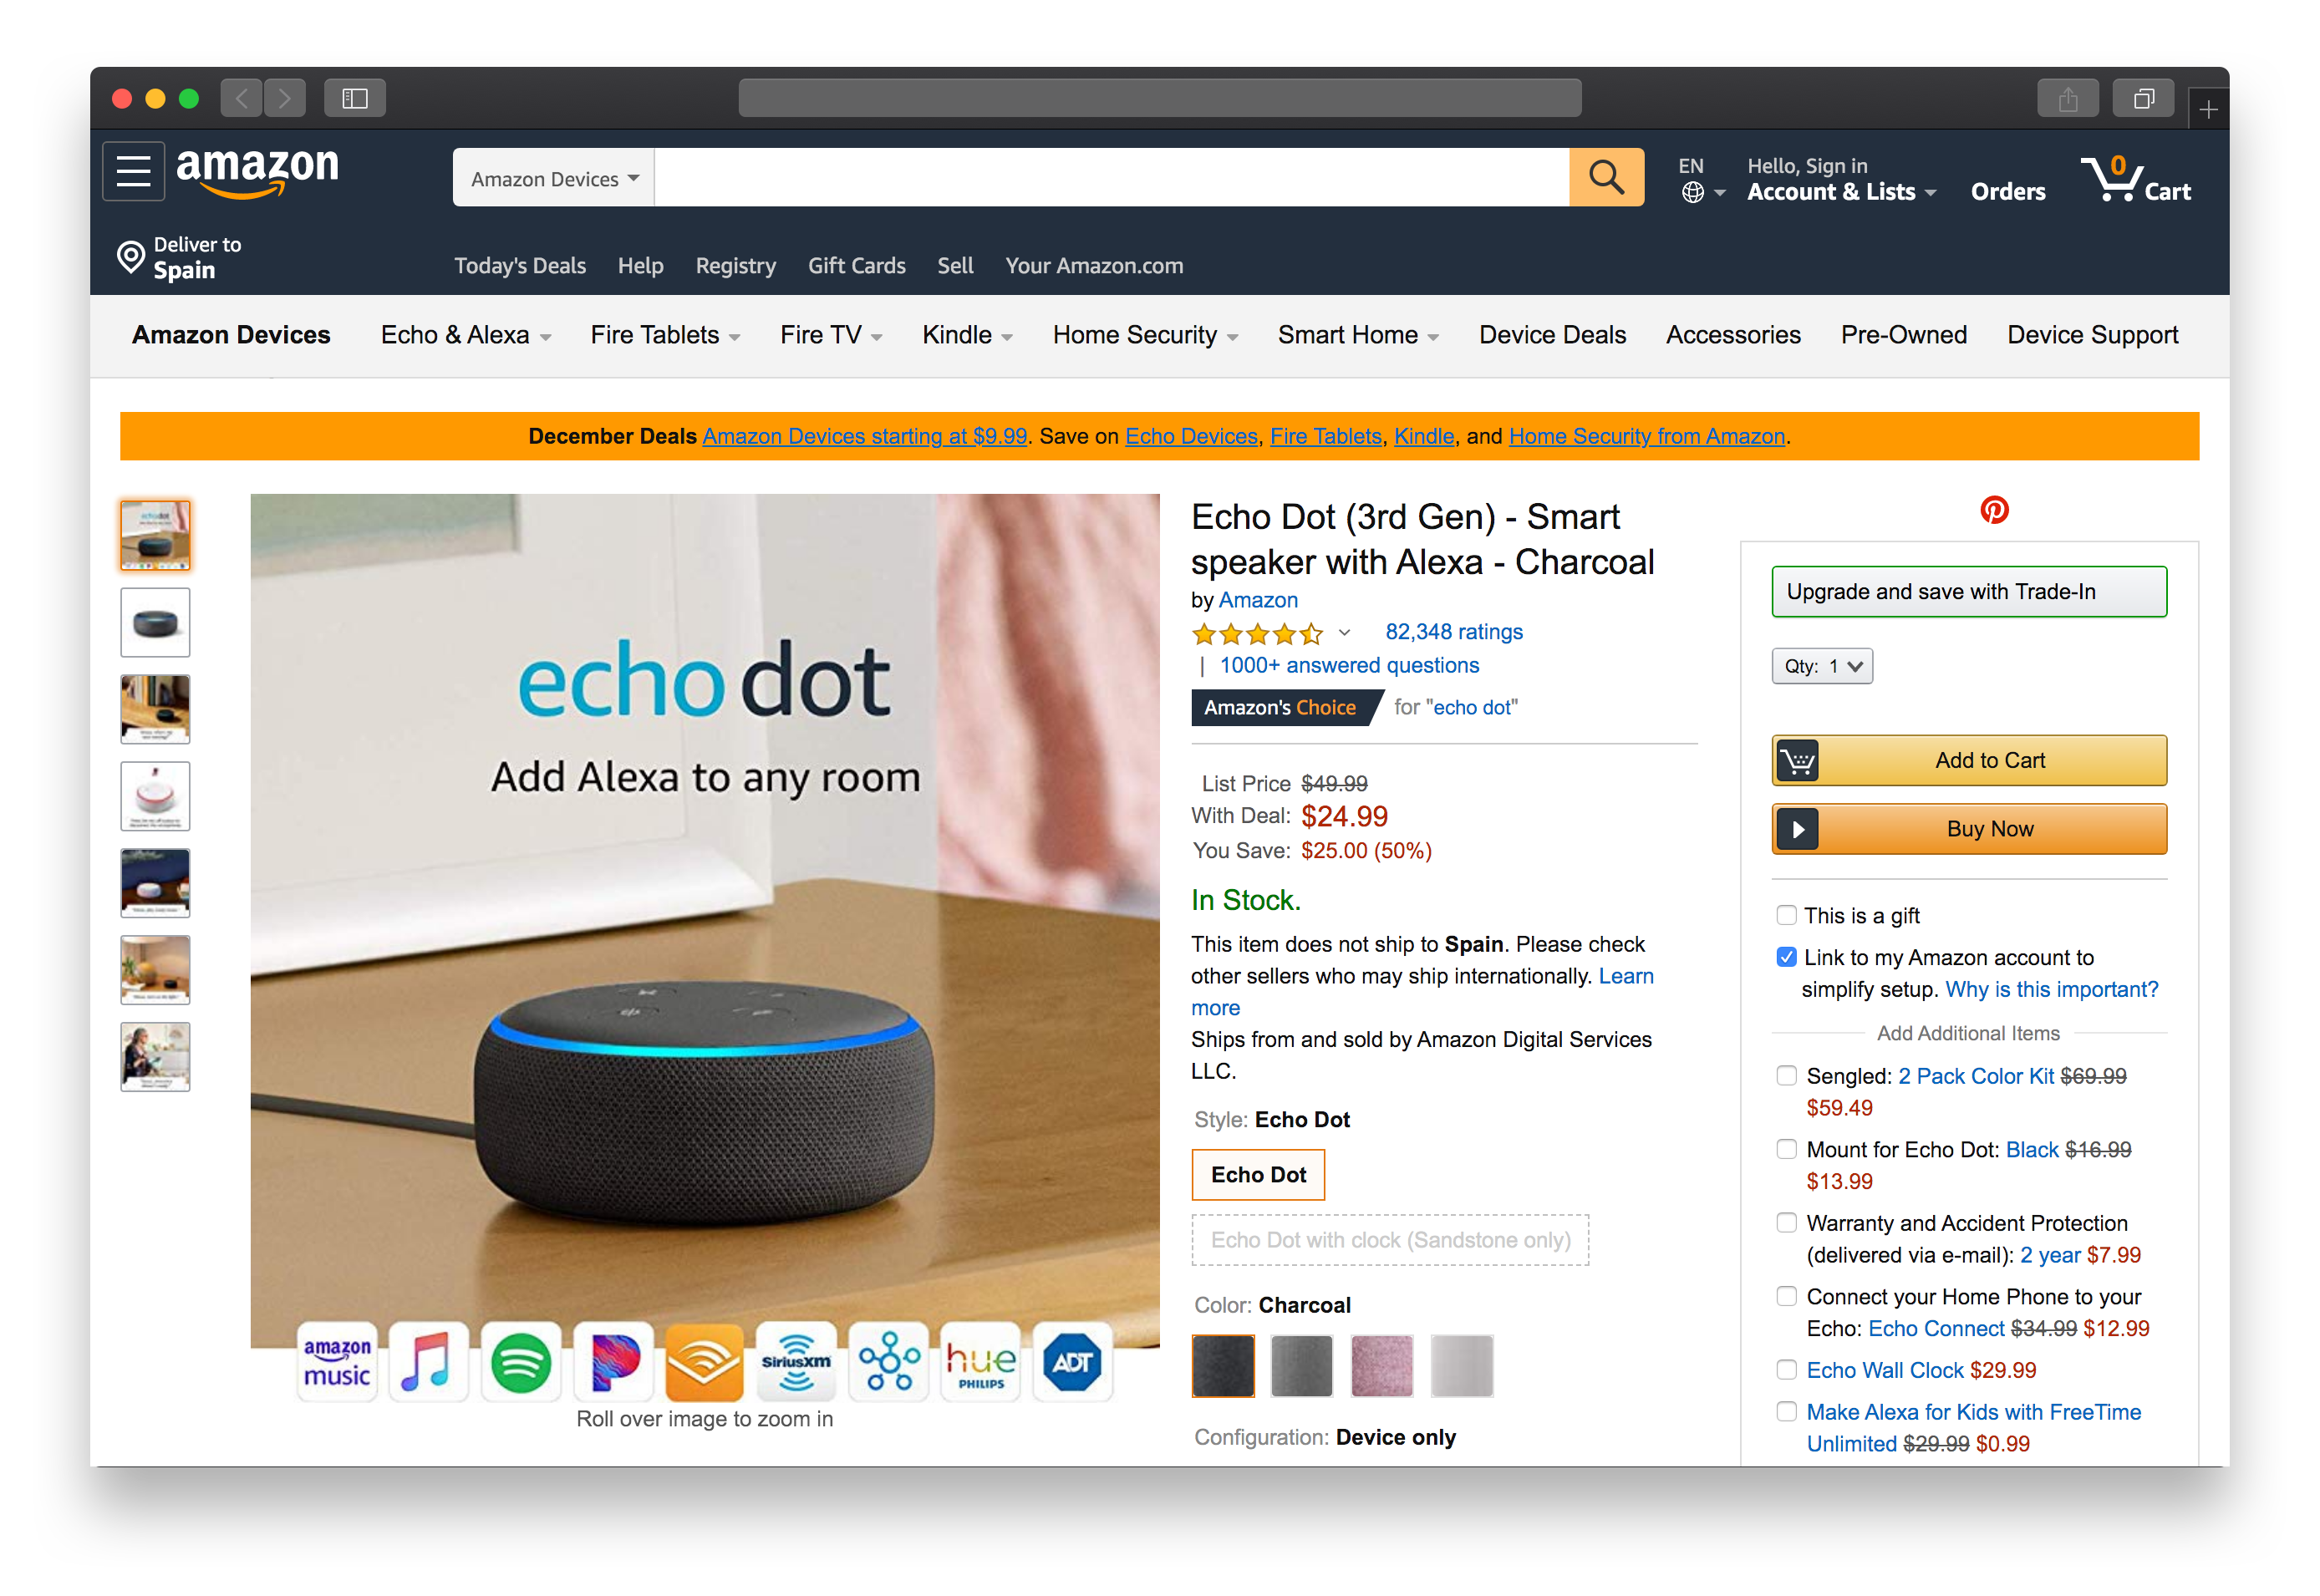 amazon
Amazon Devices
EN
Hello, Sign in
Account & Lists
Orders
0
Cart
Deliver to
Spain
Today's Deals Help Registry Gift Cards Sell Your Amazon.com
Amazon Devices Echo & Alexa Fire Tablets Fire TV Kindle Home Security Smart Home Device Deals Accessories Pre-Owned Device Support
December Deals Amazon Devices starting at $9.99. Save on Echo Devices, Fire Tablets, Kindle, and Home Security from Amazon.
echo dot
Add Alexa to any room
amazon music
SiriusXM
hue
PHILIPS
ADT
Roll over image to zoom in
Echo Dot (3rd Gen) - Smart
speaker with Alexa - Charcoal
by Amazon
82,348 ratings
| 1000+ answered questions
Amazon's Choice for "echo dot"
List Price $49.99
With Deal: $24.99
You Save: $25.00 (50%)
In Stock.
This item does not ship to Spain. Please check
other sellers who may ship internationally. Learn
more
Ships from and sold by Amazon Digital Services
LLC.
Style: Echo Dot
Echo Dot
Echo Dot with clock (Sandstone only)
Color: Charcoal
Configuration: Device only
Upgrade and save with Trade-In
Qty: 1
Add to Cart
Buy Now
This is a gift
Link to my Amazon account to
simplify setup. Why is this important?
Add Additional Items
Sengled: 2 Pack Color Kit $69.99
$59.49
Mount for Echo Dot: Black $16.99
$13.99
Warranty and Accident Protection
(delivered via e-mail): 2 year $7.99
Connect your Home Phone to your
Echo: Echo Connect $34.99 $12.99
Echo Wall Clock $29.99
Make Alexa for Kids with FreeTime
Unlimited $29.99 $0.99